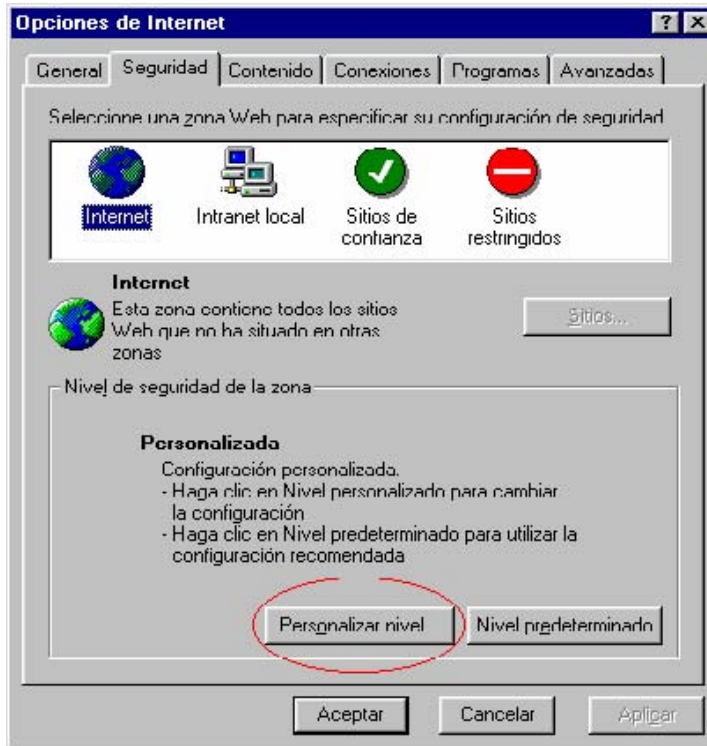 Opciones de Internet
General Seguridad Contenido Conexiones Programas Avanzadas
Seleccione una zona Web para especificar su configuración de seguridad
Internet
Intranet local
Sitios de
confianza
Sitios
restringidos
Internet
Esta zona contiene todos los sitios
Web que no ha situado en otras
zonas
Sitios...
Nivel de seguridad de la zona
Personalizada
Configuración personalizada.
- Haga clic en Nivel personalizado para cambiar
la configuración
- Haga clic en Nivel predeterminado para utilizar la
configuración recomendada
Personalizar nivel
Nivel predeterminado
Aceptar
Cancelar
Aplicar